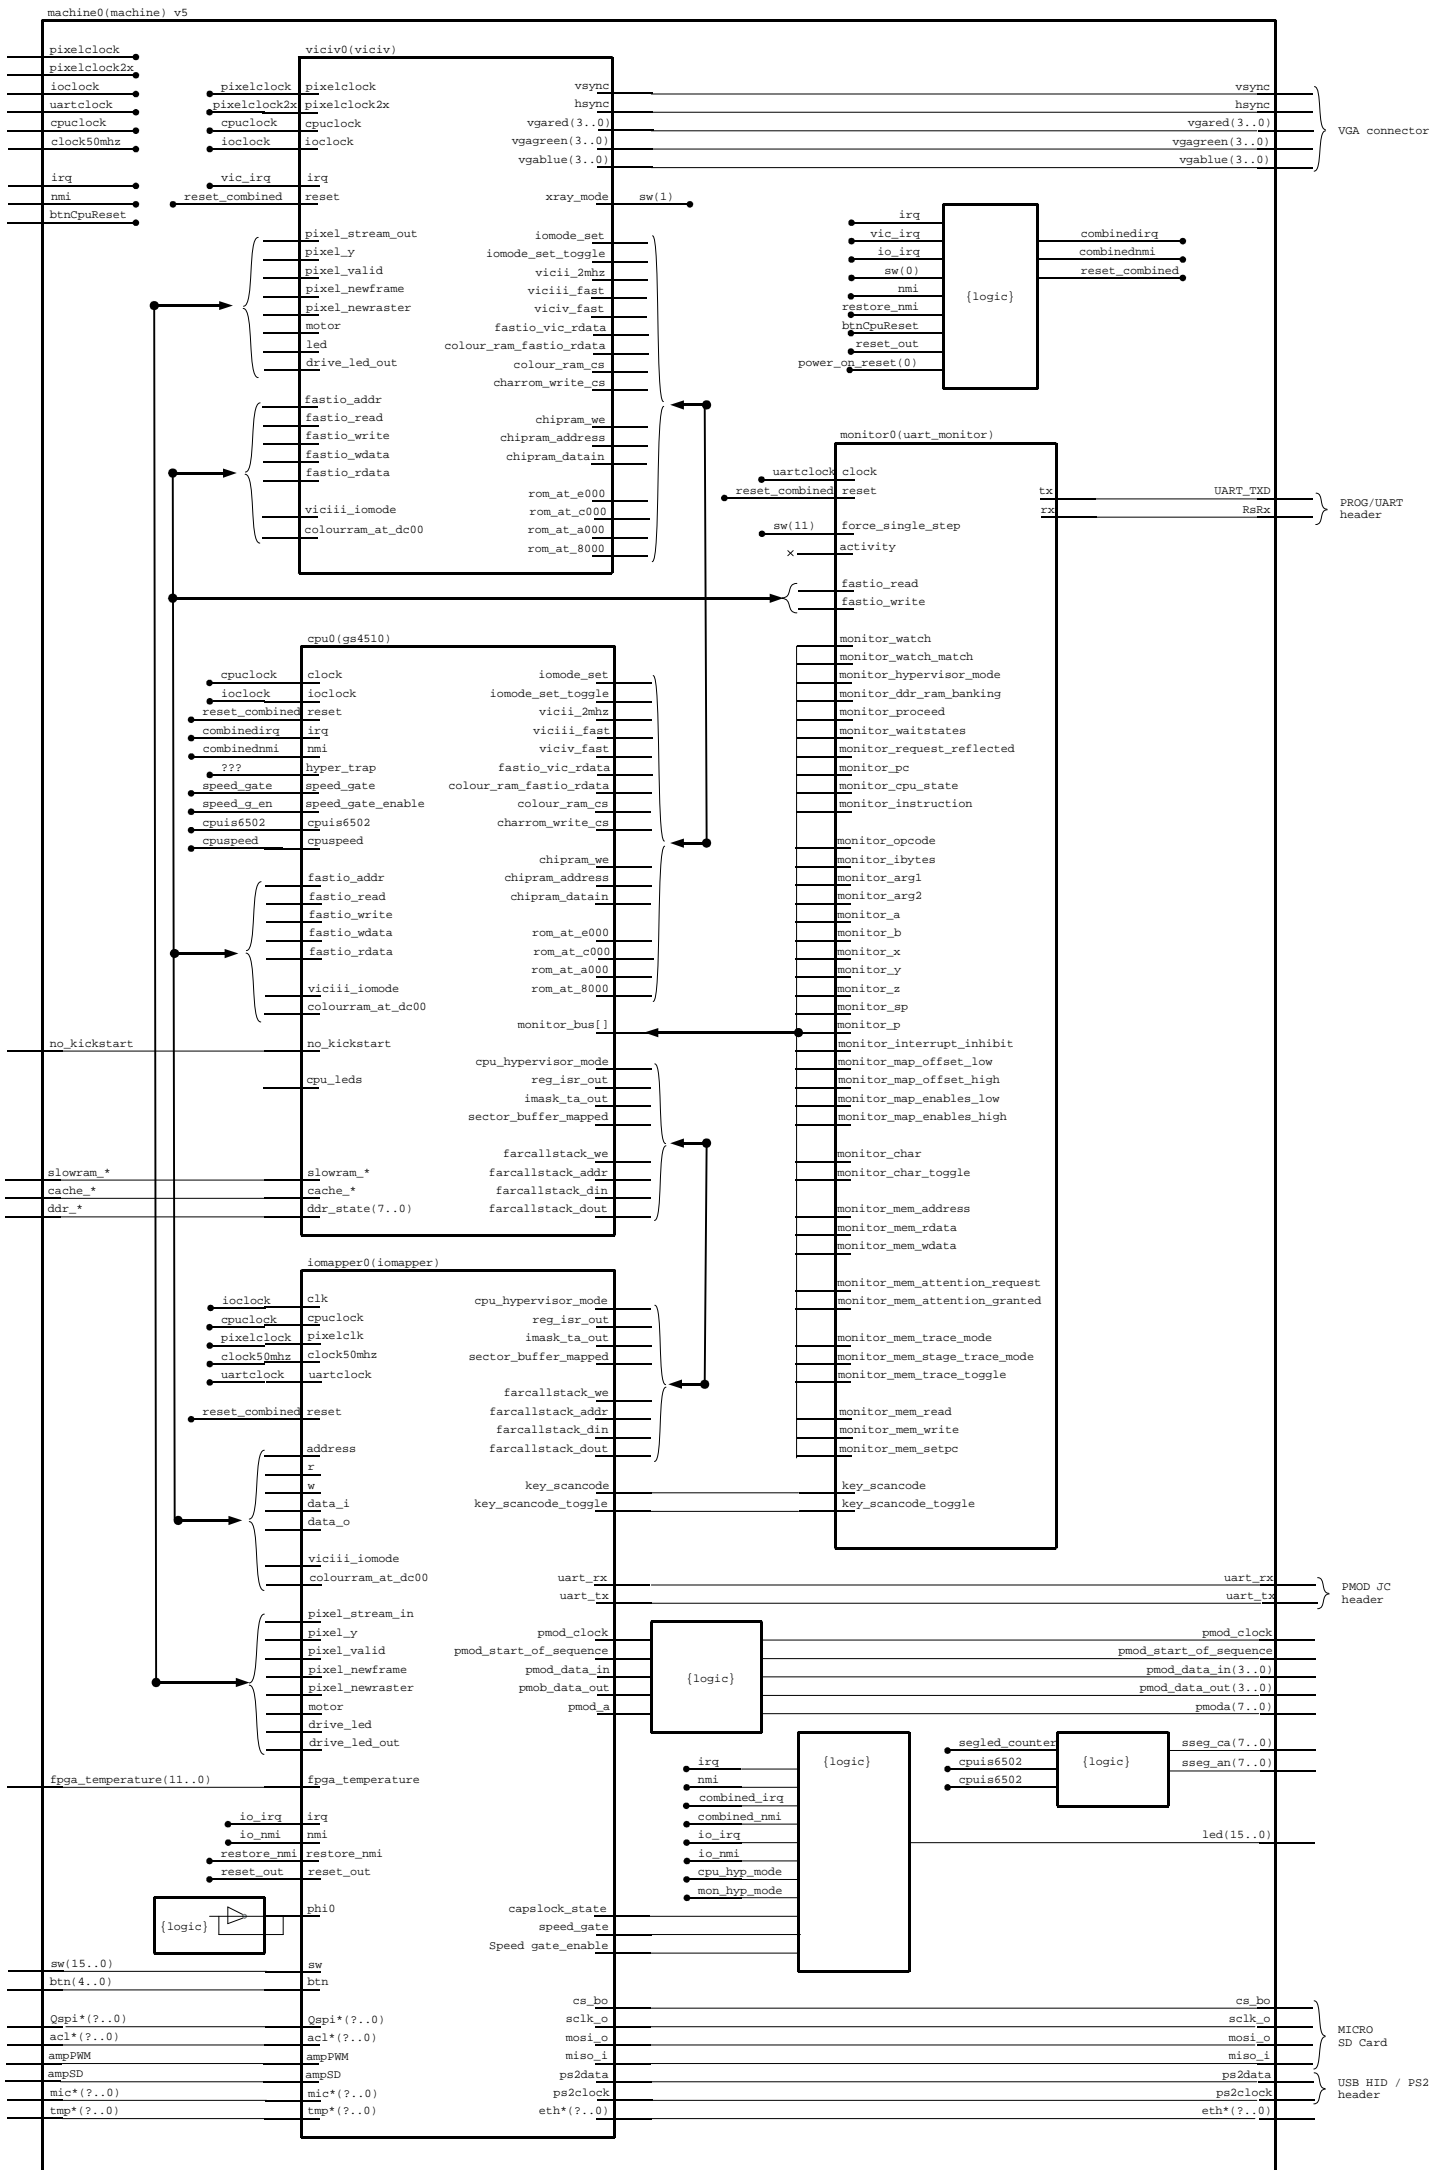 machine0(machine) v5
pixelclock
pixelclock2x
ioclock
uartclock
cpuclock
clock50mhz
irq
nmi
btnCpuReset
viciv0(viciv)
pixelclock
pixelclock2x
cpuclock
ioclock
vic_irq
reset_combined
pixelclock
pixelclock2x
cpuclock
ioclock
irq
reset
pixel_stream_out
pixel_y
pixel_valid
pixel_newframe
pixel_newraster
motor
led
drive_led_out
fastio_addr
fastio_read
fastio_write
fastio_wdata
fastio_rdata
viciii_iomode
colourram_at_dc00
vsync
hsync
vgared(3..0)
vgagreen(3..0)
vgablue(3..0)
xray_mode
sw(1)
iomode_set
iomode_set_toggle
vicii_2mhz
viciii_fast
viciv_fast
fastio_vic_rdata
colour_ram_fastio_rdata
colour_ram_cs
charrom_write_cs
chipram_we
chipram_address
chipram_datain
rom_at_e000
rom_at_c000
rom_at_a000
rom_at_8000
vsync
hsync
vgared(3..0)
vgagreen(3..0)
vgablue(3..0)
VGA connector
irq
vic_irq
io_irq
sw(0)
nmi
restore_nmi
btnCpuReset
reset_out
power_on_reset(0)
{logic}
combinedirq
combinednmi
reset_combined
monitor0(uart_monitor)
uartclock
reset_combined
sw(11)
×
clock
reset
force_single_step
activity
fastio_read
fastio_write
tx
rx
UART_TXD
RsRx
PROG/UART
header
monitor_watch
monitor_watch_match
monitor_hypervisor_mode
monitor_ddr_ram_banking
monitor_proceed
monitor_waitstates
monitor_request_reflected
monitor_pc
monitor_cpu_state
monitor_instruction
monitor_opcode
monitor_ibytes
monitor_arg1
monitor_arg2
monitor_a
monitor_b
monitor_x
monitor_y
monitor_z
monitor_sp
monitor_p
monitor_interrupt_inhibit
monitor_map_offset_low
monitor_map_offset_high
monitor_map_enables_low
monitor_map_enables_high
monitor_char
monitor_char_toggle
monitor_mem_address
monitor_mem_rdata
monitor_mem_wdata
monitor_mem_attention_request
monitor_mem_attention_granted
monitor_mem_trace_mode
monitor_mem_stage_trace_mode
monitor_mem_trace_toggle
monitor_mem_read
monitor_mem_write
monitor_mem_setpc
key_scancode
key_scancode_toggle
cpu0(gs4510)
cpuclock
ioclock
reset_combined
combinedirq
combinednmi
???
speed_gate
speed_g_en
cpuis6502
cpuspeed
clock
ioclock
reset
irq
nmi
hyper_trap
speed_gate
speed_gate_enable
cpuis6502
cpuspeed
fastio_addr
fastio_read
fastio_write
fastio_wdata
fastio_rdata
viciii_iomode
colourram_at_dc00
no_kickstart
no_kickstart
cpu_leds
slowram_*
cache_*
ddr_*
slowram_*
cache_*
ddr_state(7..0)
iomode_set
iomode_set_toggle
vicii_2mhz
viciii_fast
viciv_fast
fastio_vic_rdata
colour_ram_fastio_rdata
colour_ram_cs
charrom_write_cs
chipram_we
chipram_address
chipram_datain
rom_at_e000
rom_at_c000
rom_at_a000
rom_at_8000
monitor_bus[]
cpu_hypervisor_mode
reg_isr_out
imask_ta_out
sector_buffer_mapped
farcallstack_we
farcallstack_addr
farcallstack_din
farcallstack_dout
iomapper0(iomapper)
ioclock
cpuclock
pixelclock
clock50mhz
uartclock
reset_combined
clk
cpuclock
pixelclk
clock50mhz
uartclock
reset
address
r
w
data_i
data_o
viciii_iomode
colourram_at_dc00
pixel_stream_in
pixel_y
pixel_valid
pixel_newframe
pixel_newraster
motor
drive_led
drive_led_out
fpga_temperature(11..0)
fpga_temperature
io_irq
io_nmi
restore_nmi
reset_out
irq
nmi
restore_nmi
reset_out
{logic}
phi0
sw(15..0)
btn(4..0)
sw
btn
Qspi*(?..0)
acl*(?..0)
ampPWM
ampSD
mic*(?..0)
tmp*(?..0)
Qspi*(?..0)
acl*(?..0)
ampPWM
ampSD
mic*(?..0)
tmp*(?..0)
cpu_hypervisor_mode
reg_isr_out
imask_ta_out
sector_buffer_mapped
farcallstack_we
farcallstack_addr
farcallstack_din
farcallstack_dout
key_scancode
key_scancode_toggle
uart_rx
uart_tx
pmod_clock
pmod_start_of_sequence
pmod_data_in
pmob_data_out
pmod_a
{logic}
uart_rx
uart_tx
PMOD JC
header
pmod_clock
pmod_start_of_sequence
pmod_data_in(3..0)
pmod_data_out(3..0)
pmoda(7..0)
irq
nmi
combined_irq
combined_nmi
io_irq
io_nmi
cpu_hyp_mode
mon_hyp_mode
{logic}
segled_counter
cpuis6502
cpuis6502
{logic}
sseg_ca(7..0)
sseg_an(7..0)
led(15..0)
capslock_state
speed_gate
Speed gate_enable
cs_bo
sclk_o
mosi_o
miso_i
ps2data
ps2clock
eth*(?..0)
cs_bo
sclk_o
mosi_o
miso_i
ps2data
ps2clock
eth*(?..0)
MICRO
SD Card
USB HID / PS2
header